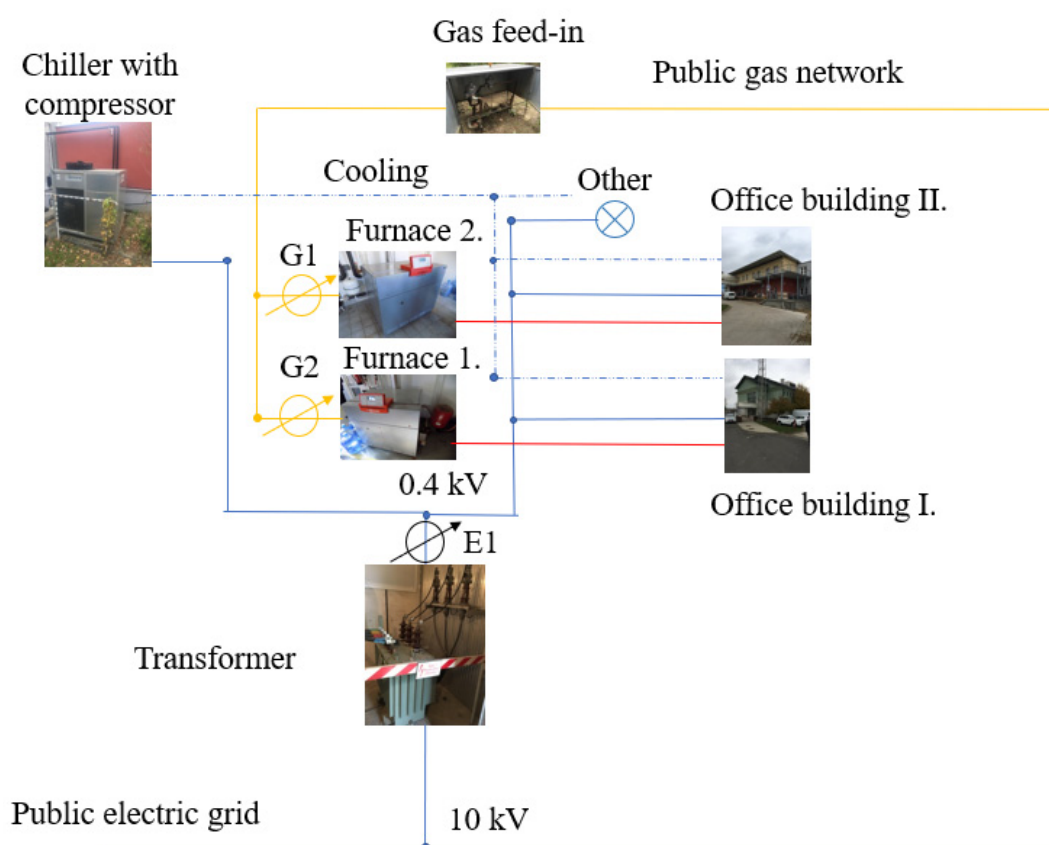 Gas feed-in
Chiller with
compressor
Public gas network
Cooling
Other
Office building II.
Furnace 2.
G1
Furnace 1.
G2
0.4 kV
Office building I.
E1
Transformer
Public electric grid
10 kV